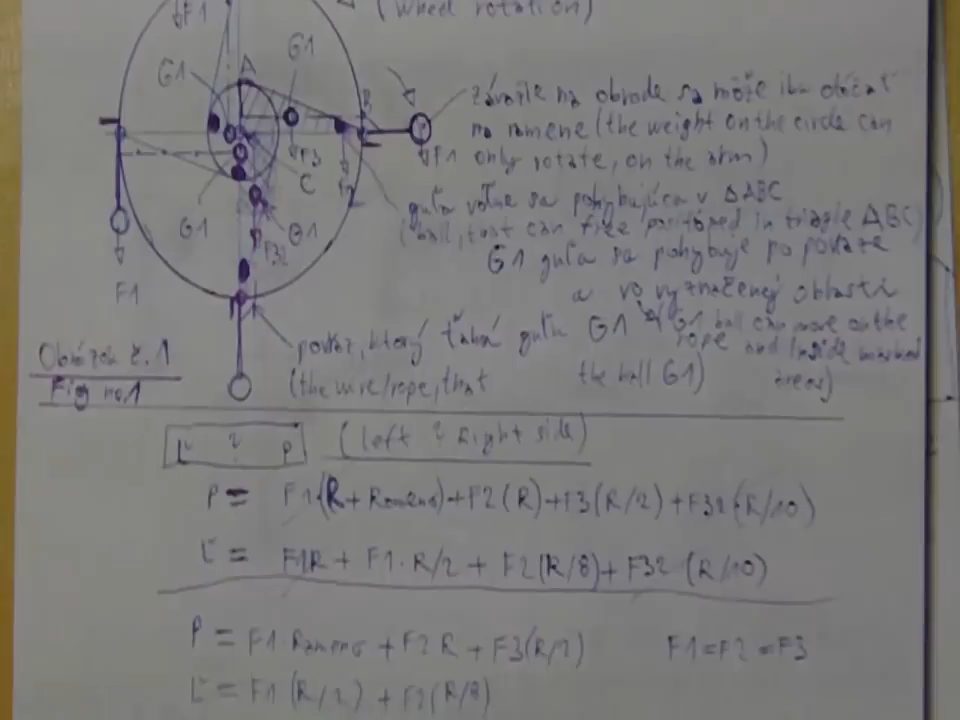 ↓F1
(wheel rotation)
G1
G1
A
B
závažie na obrode sa môže iba otáčať
na ramene (the weight on the circle can
only rotate, on the arm)
F1
F3
F2
C
guľa voľne sa pohybujúca v ΔABC
(ball, that can free positioned in triangle ΔABC)
G1 guľa sa pohybuje po povraze
a vo vyznačenej oblasti
G1
G1
F32
F1
G1 ball can move on the
rope and inside marked
areas)
povraz, ktorý ťahá guľu G1
(the wire/rope, that the ball G1)
Obrázok č.1
Fig no1
Ľ ? P (left ? right side)
P = F1(R+Rameno)+F2(R)+F3(R/2)+F32(R/10)
Ľ = F1R + F1.R/2 + F2(R/8)+F32(R/10)
P = F1.Rameno+F2R+F3(R/2) F1=F2=F3
Ľ = F1(R/2)+F2(R/8)